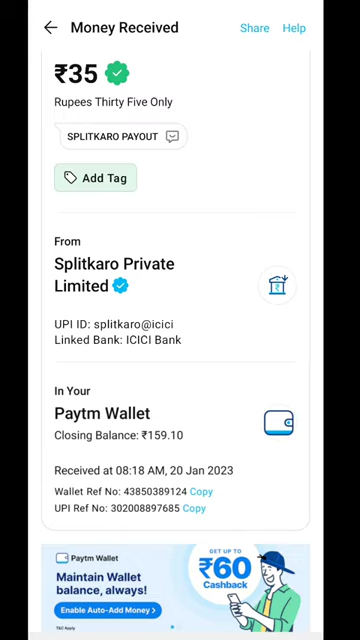 Money Received
Share
Help
₹35
Rupees Thirty Five Only
SPLITKARO PAYOUT
Add Tag
From
Splitkaro Private
Limited
UPI ID: splitkaro@icici
Linked Bank: ICICI Bank
In Your
Paytm Wallet
Closing Balance: ₹159.10
Received at 08:18 AM, 20 Jan 2023
Wallet Ref No: 43850389124 Copy
UPI Ref No: 302008897685 Copy
Paytm Wallet
Maintain Wallet
balance, always!
Enable Auto-Add Money >
T&C Apply
GET UP TO
₹60
Cashback